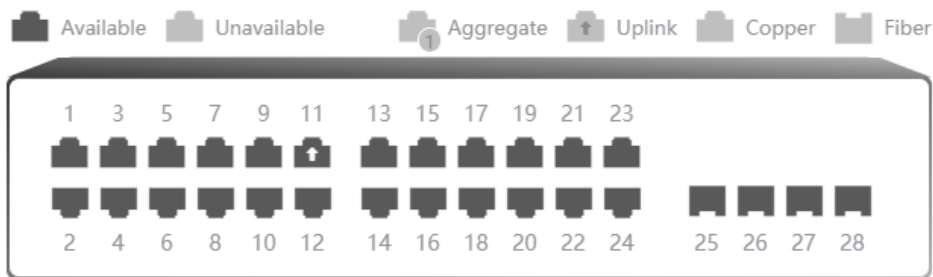 Available Unavailable 1 Aggregate Uplink Copper Fiber
1 3 5 7 9 11 13 15 17 19 21 23
2 4 6 8 10 12 14 16 18 20 22 24 25 26 27 28